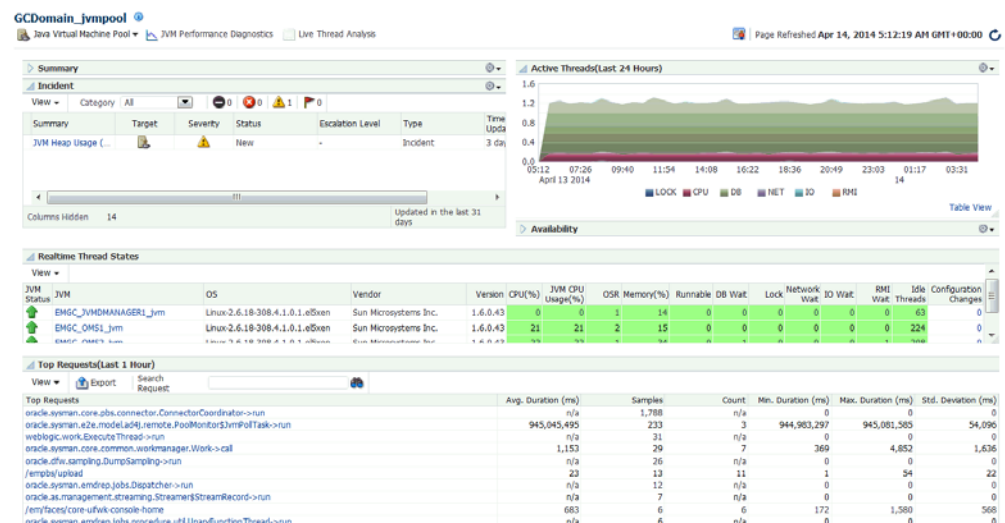 GCDomain_jvmpool
Java Virtual Machine Pool JVM Performance Diagnostics Live Thread Analysis
Page Refreshed Apr 14, 2014 5:12:19 AM GMT+00:00
Summary
Incident
View Category All 0 0 1 0
Summary Target Severity Status Escalation Level Type Time Upda
JVM Heap Usage (... New - Incident 3 day
Columns Hidden 14 Updated in the last 31 days
Active Threads(Last 24 Hours)
1.6
1.2
0.8
0.4
0.0
05:12 07:26 09:40 11:54 14:08 16:22 18:36 20:49 23:03 01:17 03:31
April 13 2014 14
LOCK CPU DB NET IO RMI
Table View
Availability
Realtime Thread States
View
JVM Status JVM OS Vendor Version CPU(%) JVM CPU Usage(%) OSR Memory(%) Runnable DB Wait Lock Network Wait IO Wait RMI Wait Idle Threads Configuration Changes
EMGC_JVMDMANAGER1_jvm Linux-2.6.18-308.4.1.0.1.el5xen Sun Microsystems Inc. 1.6.0.43 0 0 1 14 0 0 0 0 0 0 63 0
EMGC_OMS1_jvm Linux-2.6.18-308.4.1.0.1.el5xen Sun Microsystems Inc. 1.6.0.43 21 21 2 15 0 0 0 0 0 0 224 0
Top Requests(Last 1 Hour)
View Export Search Request
Top Requests Avg. Duration (ms) Samples Count Min. Duration (ms) Max. Duration (ms) Std. Deviation (ms)
oracle.sysman.core.pbs.connector.ConnectorCoordinator->run n/a 1,788 n/a 0 0 0
oracle.sysman.e2e.model.ad4j.remote.PoolMonitor$JvmPollTask->run 945,045,495 233 3 944,983,297 945,081,585 54,096
weblogic.work.ExecuteThread->run n/a 31 n/a 0 0 0
oracle.sysman.core.common.workmanager.Work->call 1,153 29 7 369 4,852 1,636
oracle.dfw.sampling.DumpSampling->run n/a 26 n/a 0 0 0
/empbs/upload 23 13 11 1 54 22
oracle.sysman.emdrep.jobs.Dispatcher->run n/a 12 n/a 0 0 0
oracle.as.management.streaming.Streamer$StreamRecord->run n/a 7 n/a 0 0 0
/em/faces/core-uifwk-console-home 683 6 6 172 1,580 568